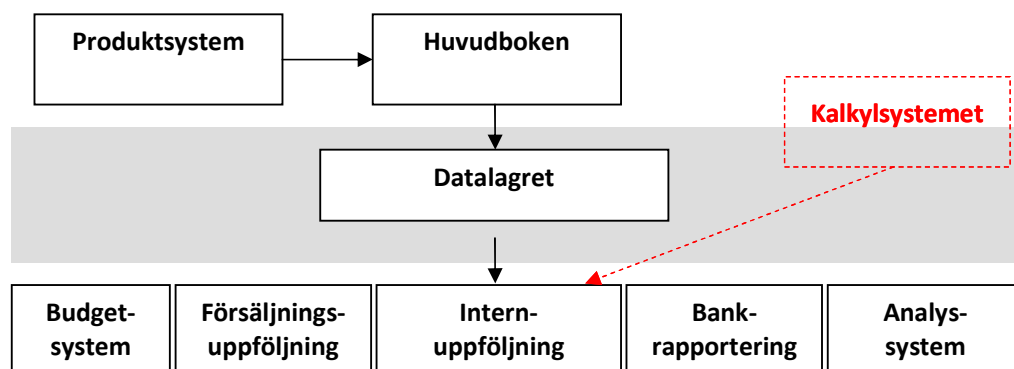 Produktsystem
Huvudboken
Kalkylsystemet
Datalagret
Budget-
system
Försäljnings-
uppföljning
Intern-
uppföljning
Bank-
rapportering
Analys-
system